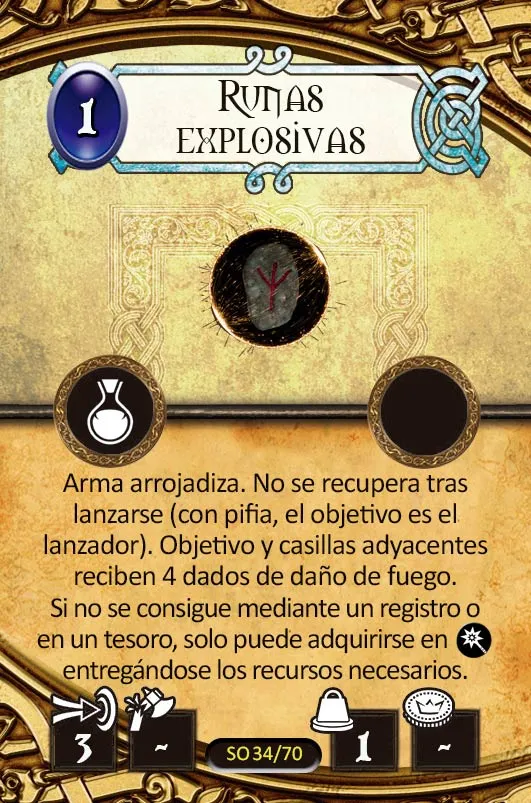 1
RUNAS
EXPLOSIVAS
Arma arrojadiza. No se recupera tras
lanzarse (con pifia, el objetivo es el
lanzador). Objetivo y casillas adyacentes
reciben 4 dados de daño de fuego.
Si no se consigue mediante un registro o
en un tesoro, solo puede adquirirse en
entregándose los recursos necesarios.
3 - SO 34/70 1 -